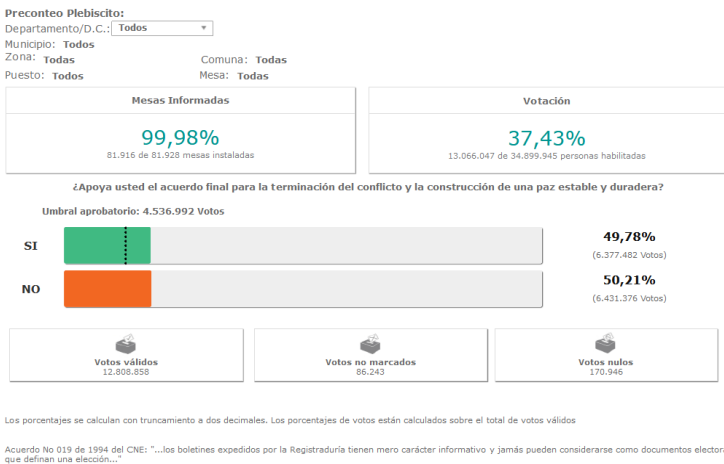 Preconteo Plebiscito:
Departamento/D.C.: Todos
Municipio: Todos
Zona: Todas Comuna: Todas
Puesto: Todos Mesa: Todas
Mesas Informadas Votación
99,98% 37,43%
81.916 de 81.928 mesas instaladas 13.066.047 de 34.899.945 personas habilitadas
¿Apoya usted el acuerdo final para la terminación del conflicto y la construcción de una paz estable y duradera?
Umbral aprobatorio: 4.536.992 Votos
SI 49,78%
(6.377.482 Votos)
NO 50,21%
(6.431.376 Votos)
Votos válidos Votos no marcados Votos nulos
12.808.858 86.243 170.946
Los porcentajes se calculan con truncamiento a dos decimales. Los porcentajes de votos están calculados sobre el total de votos válidos
Acuerdo No 019 de 1994 del CNE: "...los boletines expedidos por la Registraduría tienen mero carácter informativo y jamás pueden considerarse como documentos elector
que definan una elección..."